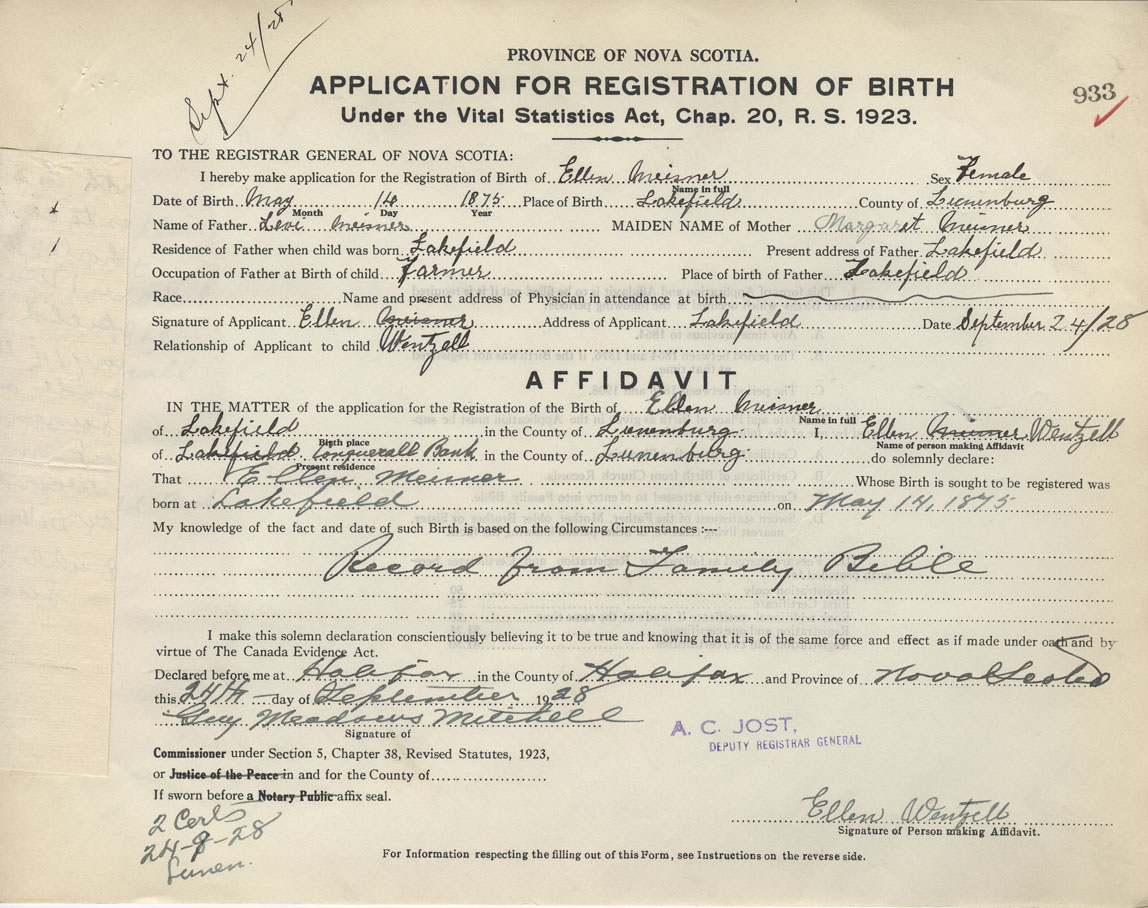 Sept. 24/28
PROVINCE OF NOVA SCOTIA.
APPLICATION FOR REGISTRATION OF BIRTH
933
Under the Vital Statistics Act, Chap. 20, R. S. 1923.
TO THE REGISTRAR GENERAL OF NOVA SCOTIA:
I hereby make application for the Registration of Birth of Ellen Meisner Sex Female
Name in full
Date of Birth May 14 1875 Place of Birth Lakefield County of Lunenburg
Month Day Year
Name of Father Levi Meisner MAIDEN NAME of Mother Margaret Meisner
Residence of Father when child was born Lakefield Present address of Father Lakefield
Occupation of Father at Birth of child Farmer Place of birth of Father Lakefield
Race Name and present address of Physician in attendance at birth
Signature of Applicant Ellen Meisner Address of Applicant Lakefield Date September 24/28
Relationship of Applicant to child Wentzell
AFFIDAVIT
IN THE MATTER of the application for the Registration of the Birth of Ellen Meisner
Name in full
of Lakefield in the County of Lunenburg I, Ellen Meisner Wentzell
Birth place Name of person making Affidavit
of Lakefield Conquerall Bank in the County of Lunenburg do solemnly declare:
Present residence
That Ellen Meisner Whose Birth is sought to be registered was
born at Lakefield on May 14, 1875
My knowledge of the fact and date of such Birth is based on the following Circumstances :---
Record from Family Bible
I make this solemn declaration conscientiously believing it to be true and knowing that it is of the same force and effect as if made under oath and by
virtue of The Canada Evidence Act.
Declared before me at Halifax in the County of Halifax and Province of Nova Scotia
this 24th day of September 1928
Guy Meadows Mitchell
Signature of
A. C. JOST,
DEPUTY REGISTRAR GENERAL
Commissioner under Section 5, Chapter 38, Revised Statutes, 1923,
or Justice of the Peace in and for the County of
If sworn before a Notary Public affix seal.
2 Certs
24-9-28
Lunen.
Ellen Wentzell
Signature of Person making Affidavit.
For Information respecting the filling out of this Form, see Instructions on the reverse side.